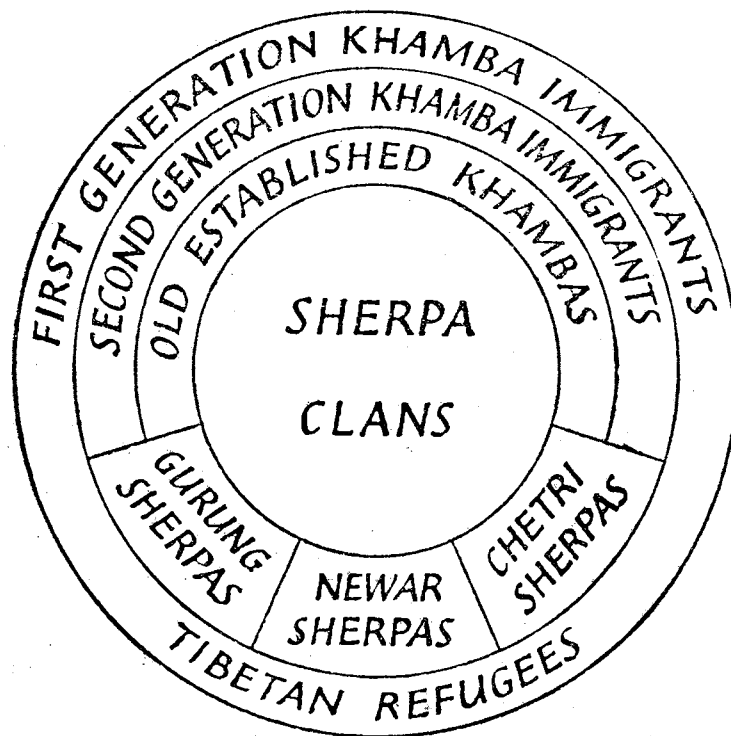 FIRST GENERATION KHAMBA IMMIGRANTS
SECOND GENERATION KHAMBA IMMIGRANTS
OLD ESTABLISHED KHAMBAS
SHERPA
CLANS
GURUNG
SHERPAS
NEWAR
SHERPAS
CHETRI
SHERPAS
TIBETAN REFUGEES